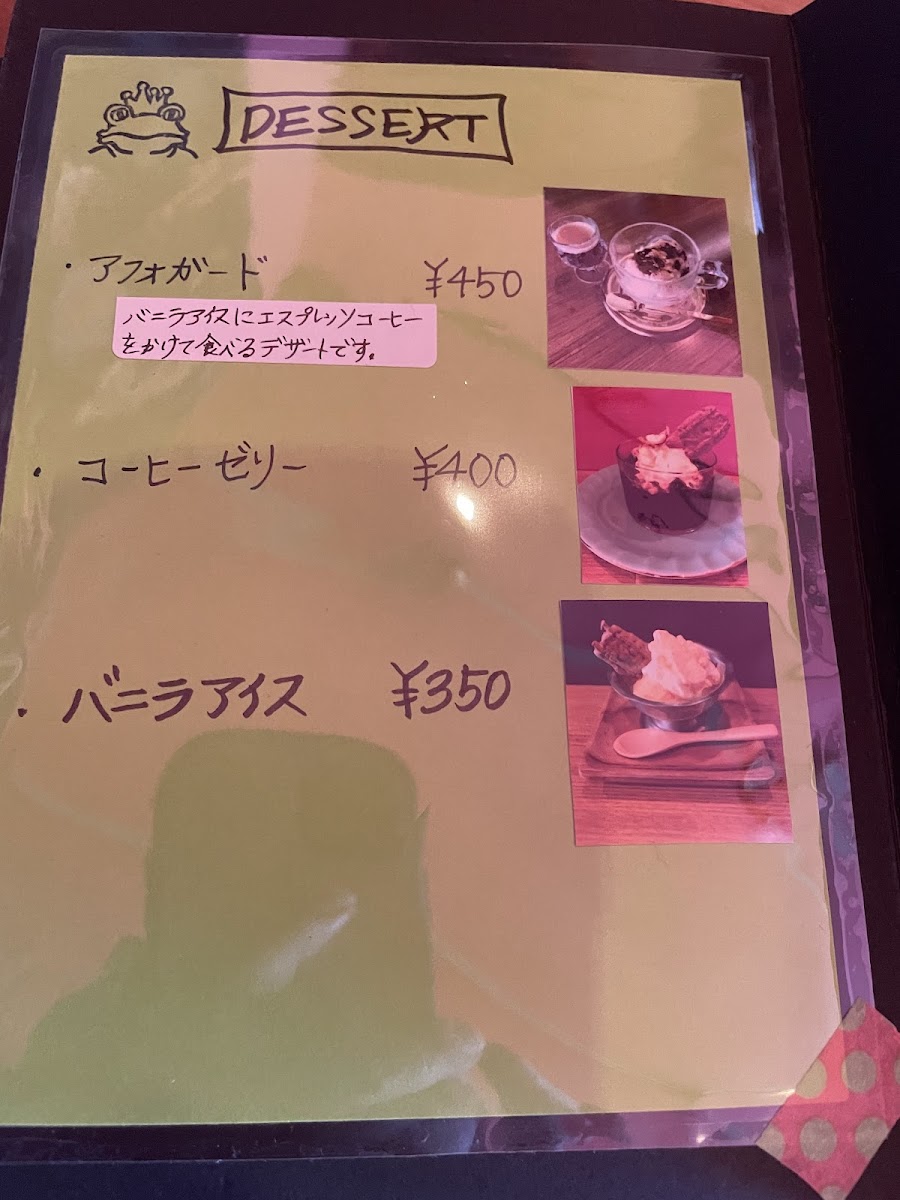 DESSERT
・アフォガード ¥450
バニラアイスにエスプレッソコーヒー
をかけて食べるデザートです。
・コーヒーゼリー ¥400
・バニラアイス ¥350